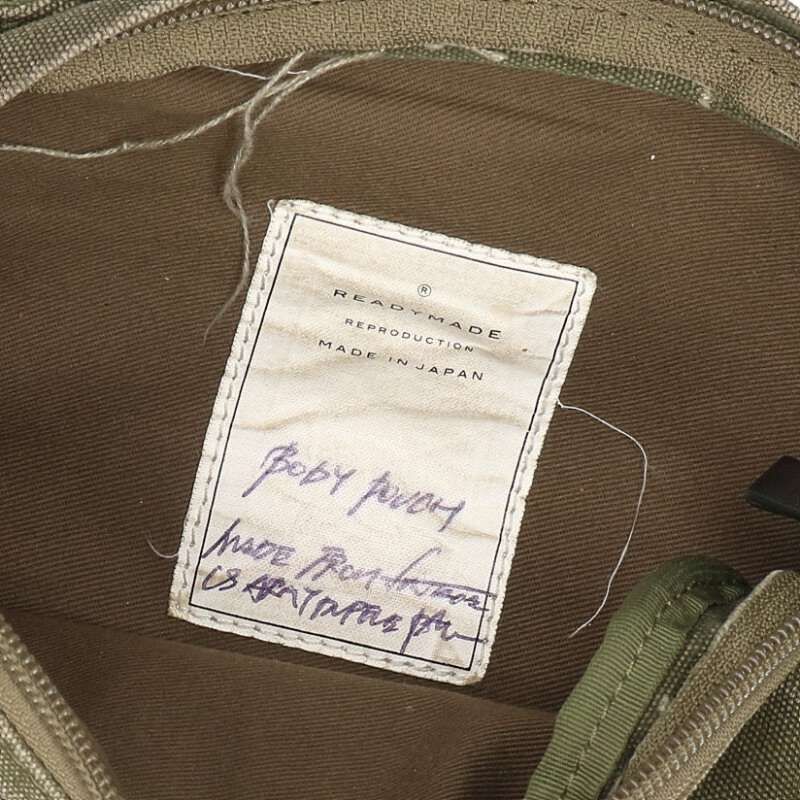 ®
READYMADE
REPRODUCTION
MADE IN JAPAN
BODY POUCH
MADE FROM
US ARMY